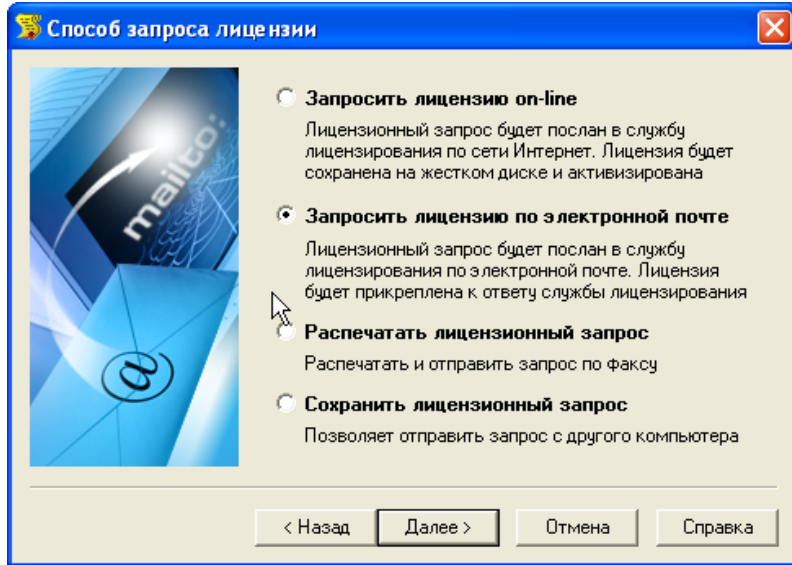 Способ запроса лицензии
Запросить лицензию on-line
Лицензионный запрос будет послан в службу
лицензирования по сети Интернет. Лицензия будет
сохранена на жестком диске и активизирована
mailto:
Запросить лицензию по электронной почте
Лицензионный запрос будет послан в службу
лицензирования по электронной почте. Лицензия
будет прикреплена к ответу службы лицензирования
Распечатать лицензионный запрос
Распечатать и отправить запрос по факсу
@
Сохранить лицензионный запрос
Позволяет отправить запрос с другого компьютера
< Назад Далее > Отмена Справка